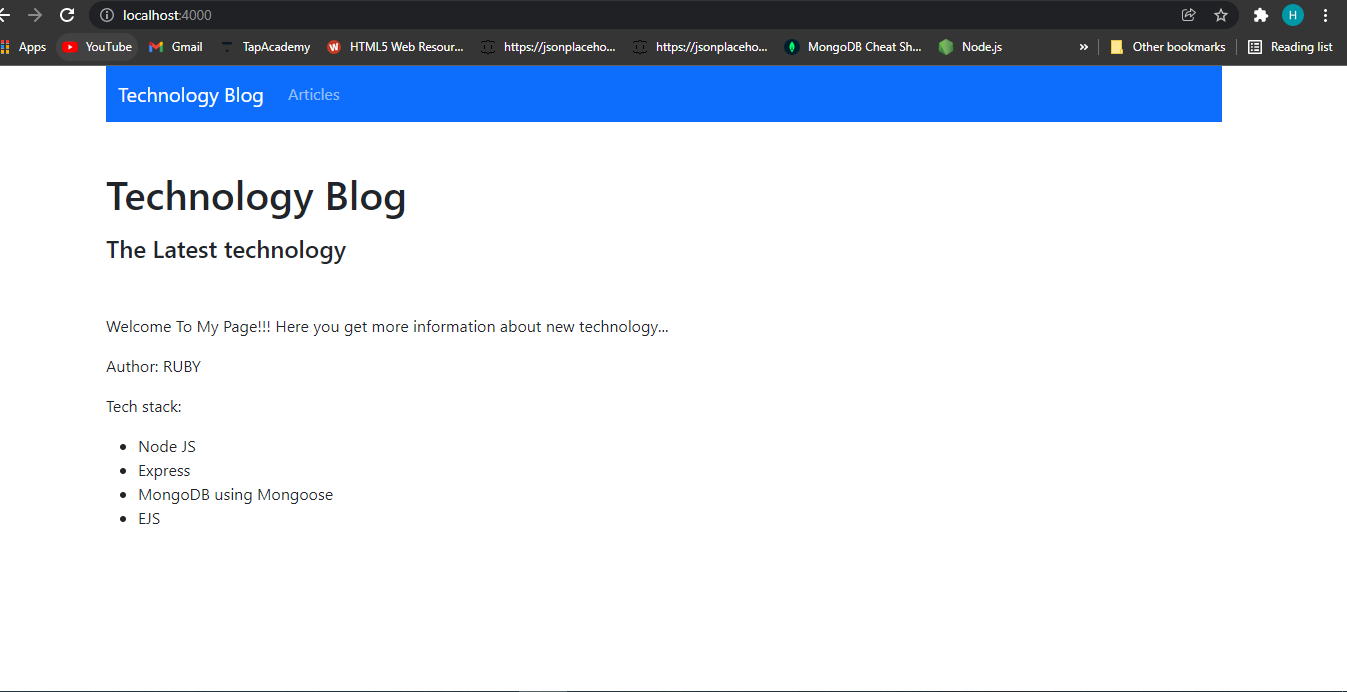 localhost:4000
H
Apps YouTube Gmail TapAcademy W HTML5 Web Resour... https://jsonplaceho... https://jsonplaceho... MongoDB Cheat Sh... Node.js » Other bookmarks Reading list
Technology Blog Articles
Technology Blog
The Latest technology
Welcome To My Page!!! Here you get more information about new technology...
Author: RUBY
Tech stack:
• Node JS
• Express
• MongoDB using Mongoose
• EJS